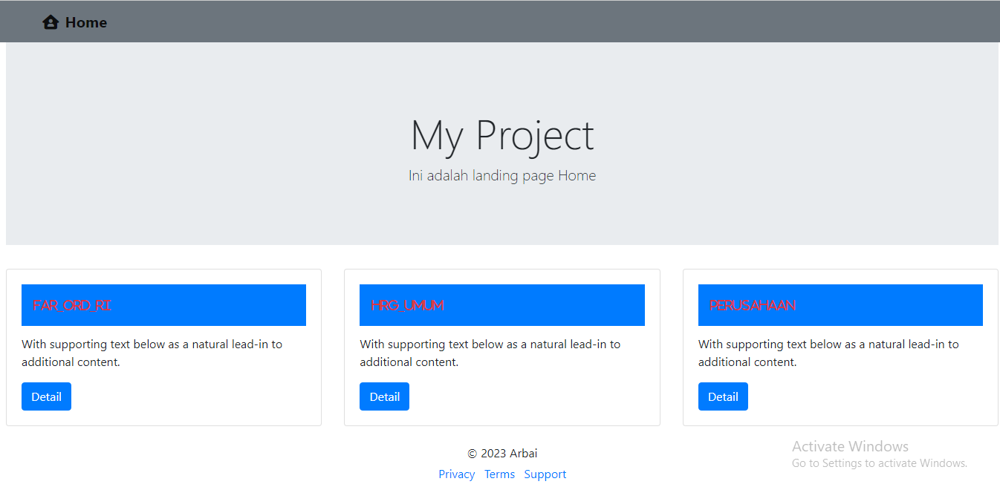 Home
My Project
Ini adalah landing page Home
FAR ORD RI
With supporting text below as a natural lead-in to
additional content.
Detail
HRG UMUM
With supporting text below as a natural lead-in to
additional content.
Detail
PERUSAHAAN
With supporting text below as a natural lead-in to
additional content.
Detail
© 2023 Arbai
Privacy Terms Support
Activate Windows
Go to Settings to activate Windows.